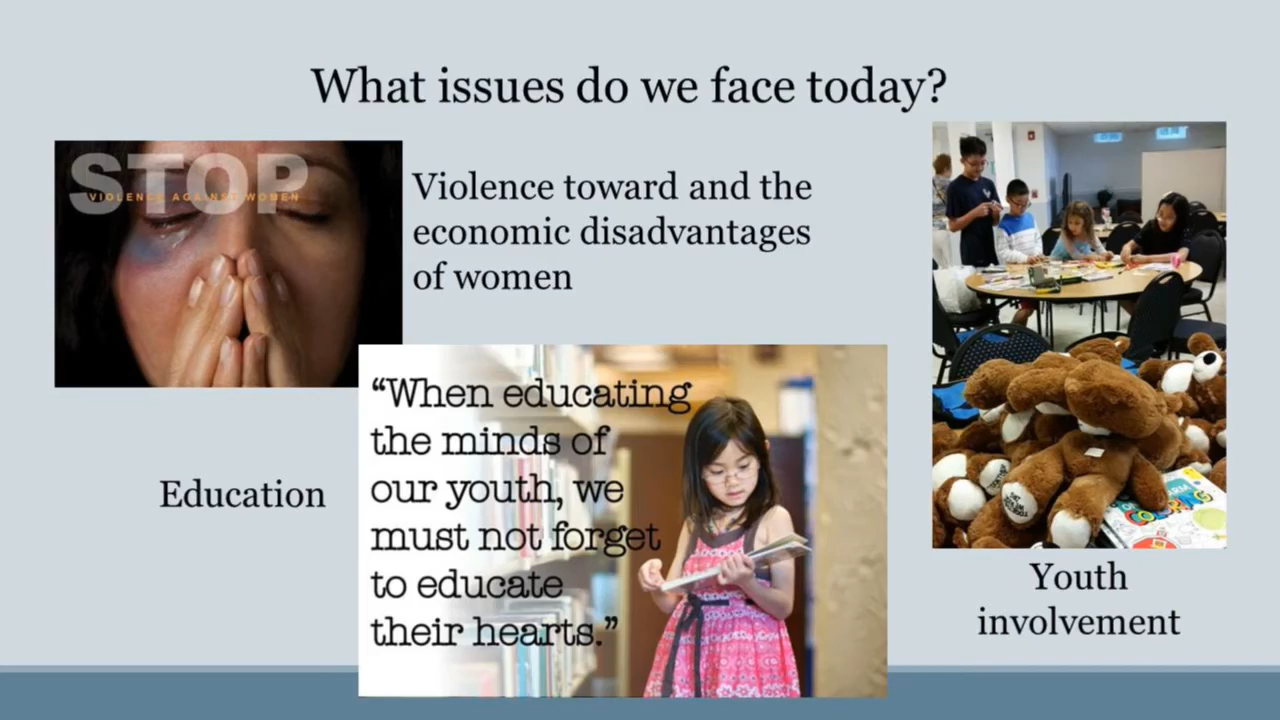 What issues do we face today?
STOP
VIOLENCE AGAINST WOMEN
Violence toward and the
economic disadvantages
of women
“When educating
the minds of
our youth, we
must not forget
to educate
their hearts.”
Education
Youth
involvement